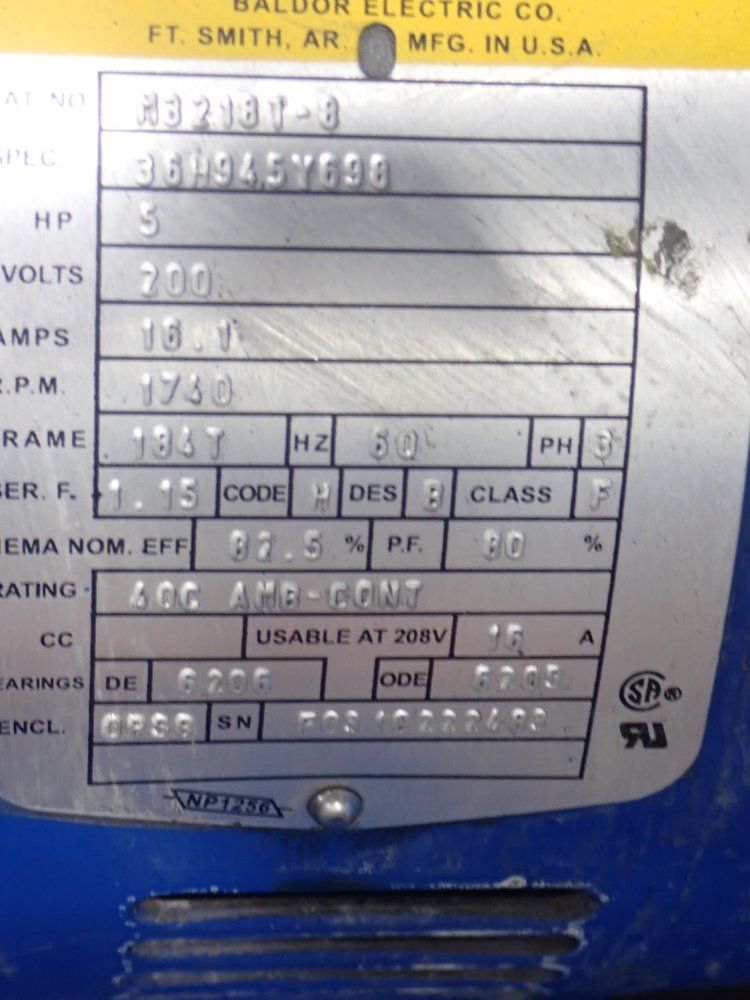 BALDOR ELECTRIC CO.
FT. SMITH, AR. MFG. IN U.S.A.
AT NO M3218T-8
SPEC. 36H945Y698
HP 5
VOLTS 200
AMPS 16.1
R.P.M. 1740
RAME 184T HZ 60 PH 3
SER. F. 1.15 CODE H DES B CLASS F
EMA NOM. EFF. 82.5 % P.F. 80 %
RATING 40C AMB-CONT
CC USABLE AT 208V 16 A
EARINGS DE 6206 ODE 6205
ENCL. OPSB SN
NP1256
SA ®
RU